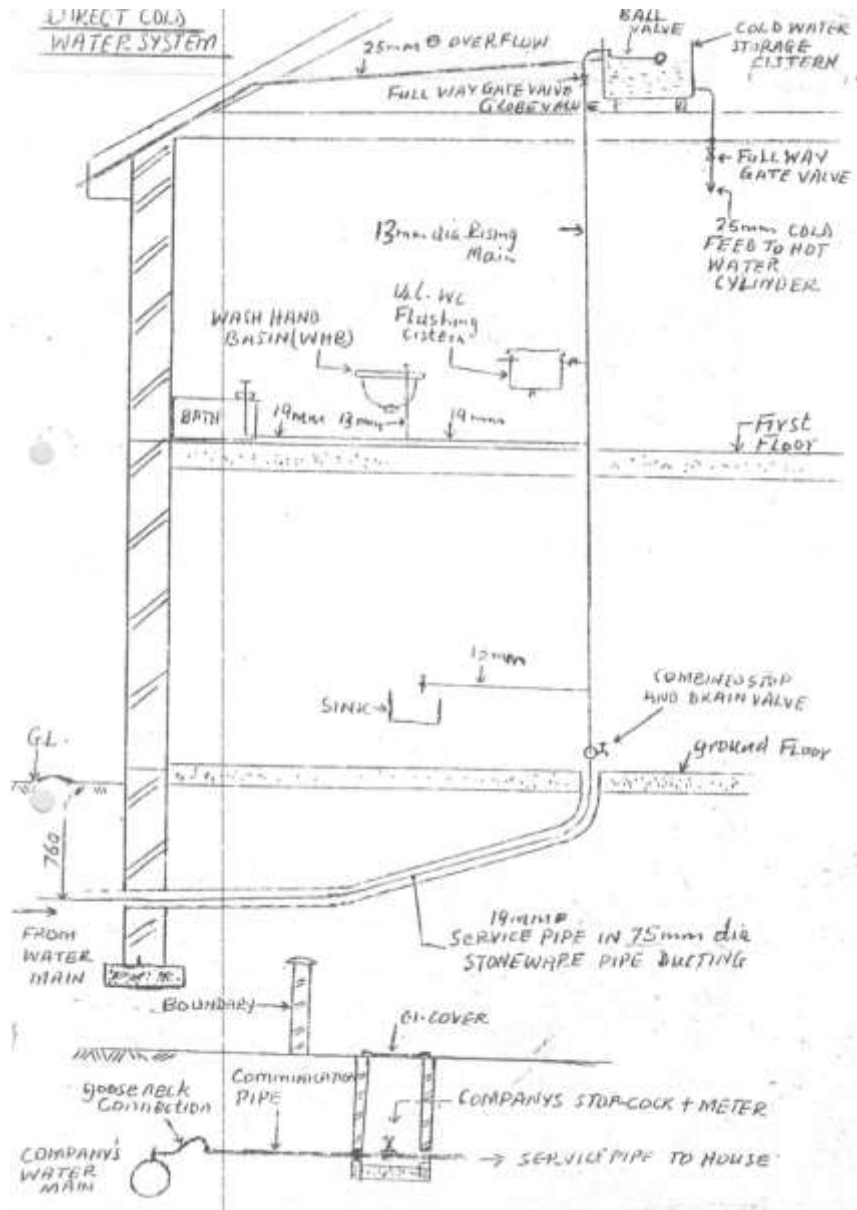 DIRECT COLD
WATER SYSTEM
25mm ⌀ OVERFLOW
BALL
VALVE
COLD WATER
STORAGE
CISTERN
FULL WAY GATE VALVE
GLOBE VALVE
FULL WAY
GATE VALVE
25mm COLD
FEED TO HOT
WATER
CYLINDER
13mm dia Rising
Main
WC
Flushing
Cistern
WASH HAND
BASIN (WHB)
BATH
19mm
13mm
19mm
First
Floor
12mm
SINK
COMBINED STOP
AND DRAIN VALVE
G.L.
ground Floor
760
FROM
WATER
MAIN
19mm⌀
SERVICE PIPE IN 75mm dia
STONEWARE PIPE DUCTING
BOUNDARY
GI-COVER
goose neck
Connection
COMMUNICATION
PIPE
COMPANYS STOP-COCK + METER
COMPANY'S
WATER
MAIN
→ SERVICE PIPE TO HOUSE